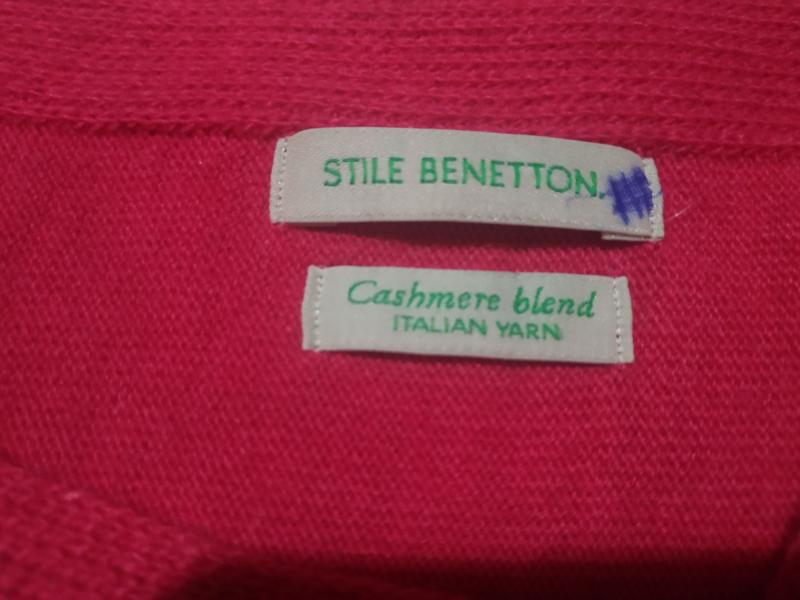 STILE BENETTON.
Cashmere blend
ITALIAN YARN